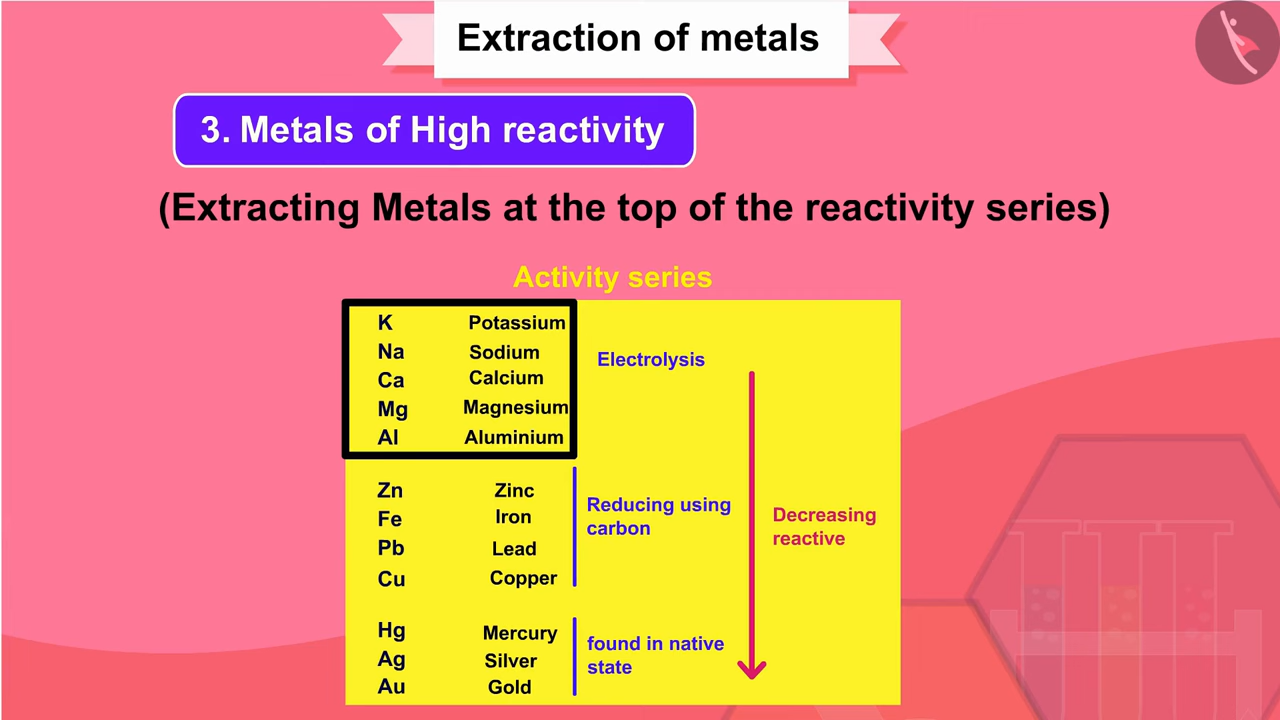 Extraction of metals
3. Metals of High reactivity
(Extracting Metals at the top of the reactivity series)
Activity series
K Potassium
Na Sodium
Ca Calcium
Mg Magnesium
Al Aluminium
Electrolysis
Zn Zinc
Fe Iron
Pb Lead
Cu Copper
Reducing using
carbon
Hg Mercury
Ag Silver
Au Gold
found in native
state
Decreasing
reactive